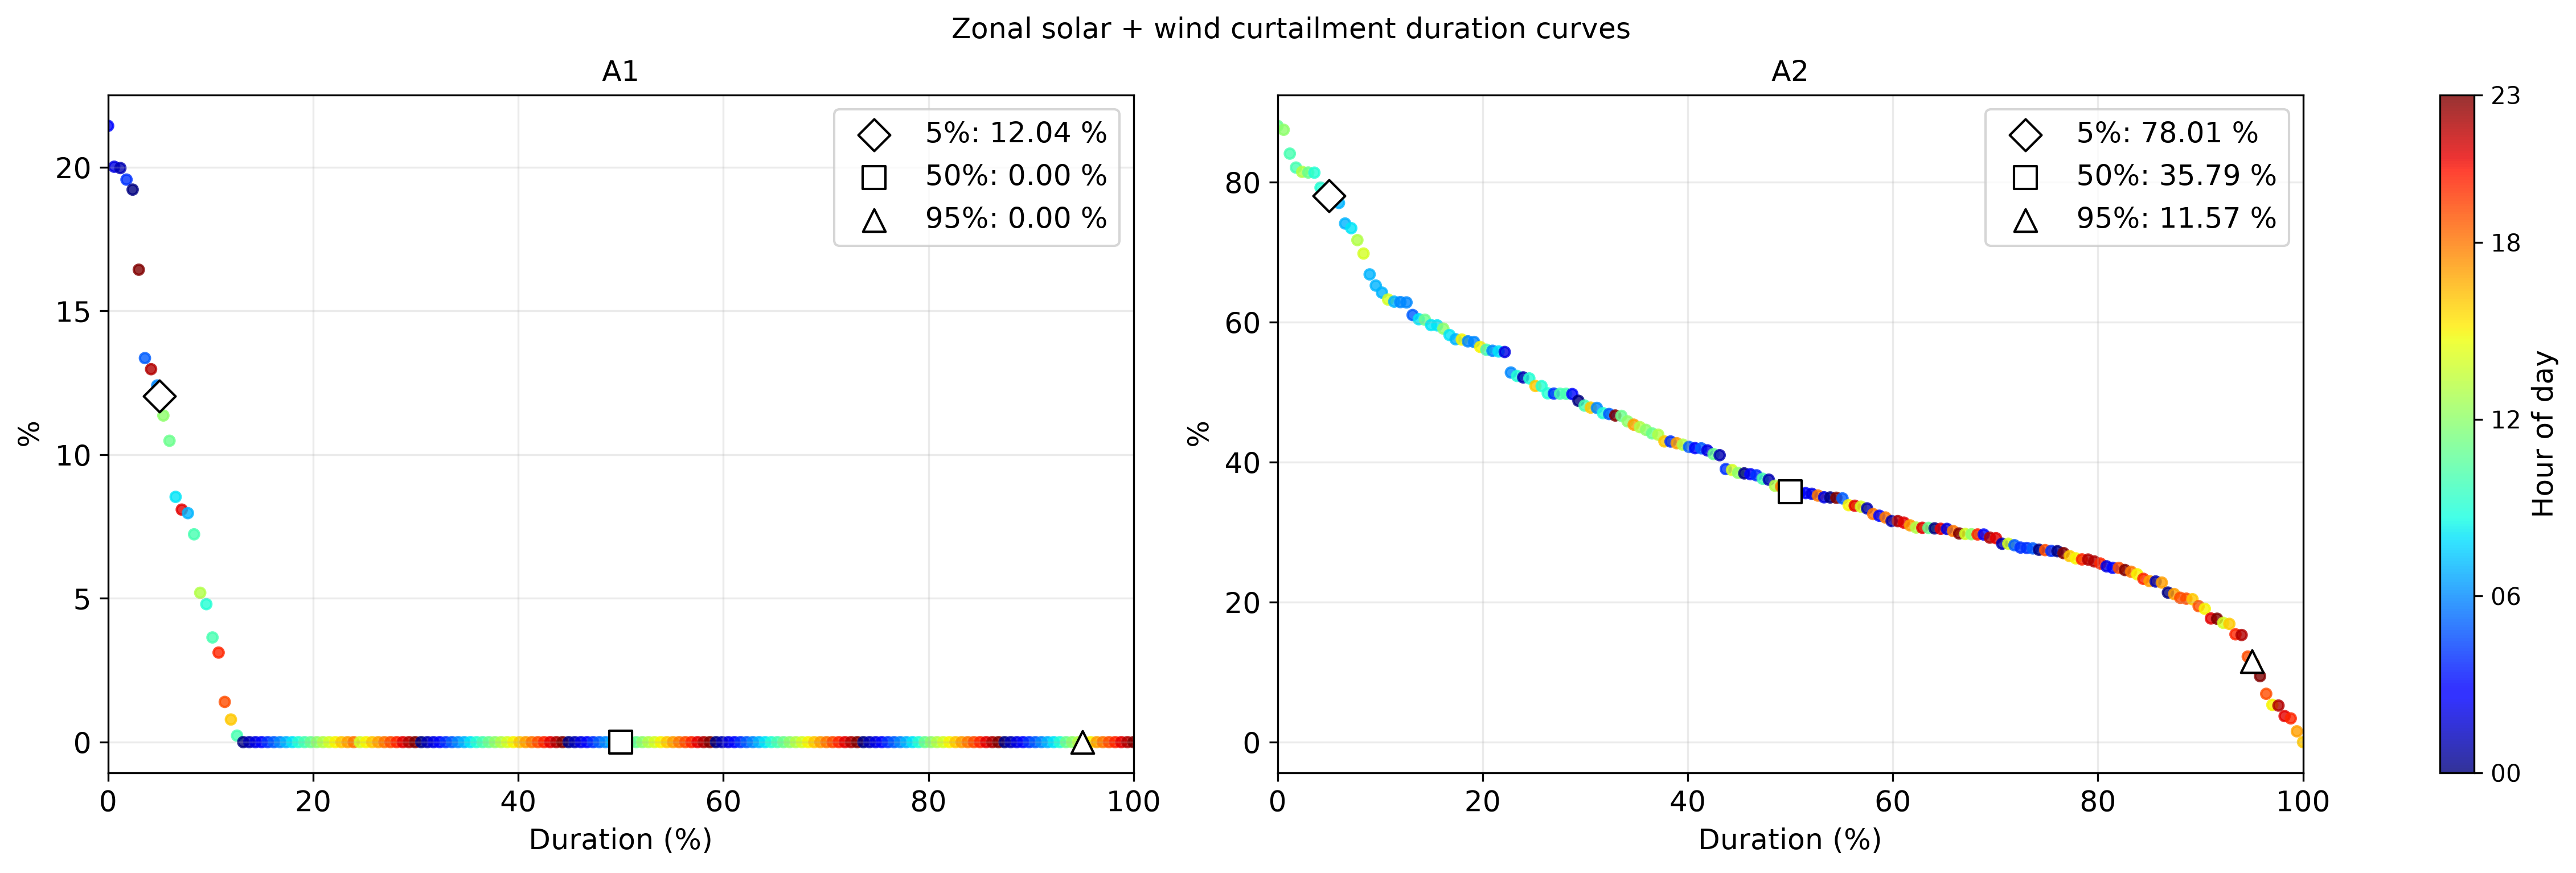 Zonal solar + wind curtailment duration curves
A1
5%: 12.04 %
50%: 0.00 %
95%: 0.00 %
20
15
10
5
0
%
0 20 40 60 80 100
Duration (%)
A2
5%: 78.01 %
50%: 35.79 %
95%: 11.57 %
80
60
40
20
0
%
0 20 40 60 80 100
Duration (%)
23
18
12
06
00
Hour of day